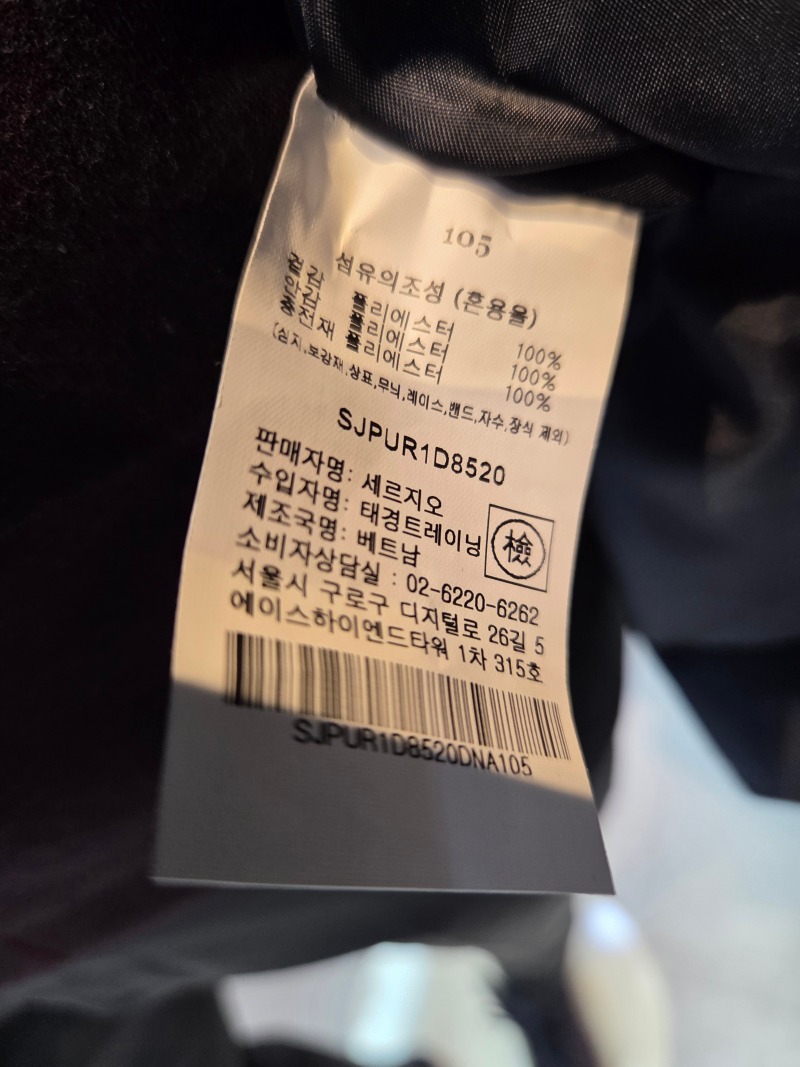 105
섬유의조성 (혼용율)
겉감 폴리에스터 100%
안감 폴리에스터 100%
충전재 폴리에스터 100%
(심지,보강재,상표,무늬,레이스,밴드,자수,장식 제외)
SJPUR1D8520
판매자명: 세르지오
수입자명: 태경트레이닝
제조국명: 베트남
檢
소비자상담실 : 02-6220-6262
서울시 구로구 디지털로 26길 5
에이스하이엔드타워 1차 315호
SJPUR1D8520DNA105